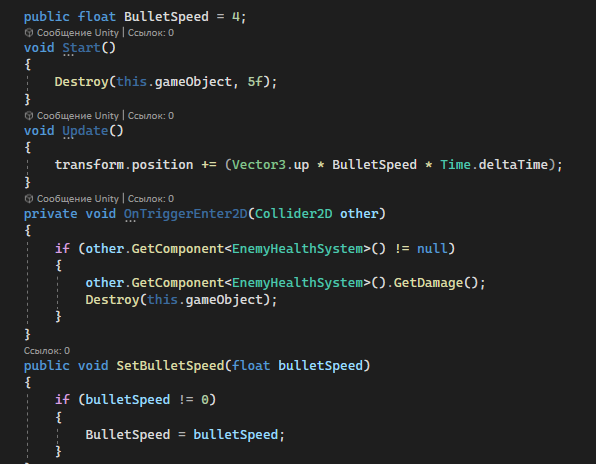 public float BulletSpeed = 4;
Сообщение Unity | Ссылок: 0
void Start()
{
Destroy(this.gameObject, 5f);
}
Сообщение Unity | Ссылок: 0
void Update()
{
transform.position += (Vector3.up * BulletSpeed * Time.deltaTime);
}
Сообщение Unity | Ссылок: 0
private void OnTriggerEnter2D(Collider2D other)
{
if (other.GetComponent<EnemyHealthSystem>() != null)
{
other.GetComponent<EnemyHealthSystem>().GetDamage();
Destroy(this.gameObject);
}
}
Ссылок: 0
public void SetBulletSpeed(float bulletSpeed)
{
if (bulletSpeed != 0)
{
BulletSpeed = bulletSpeed;
}